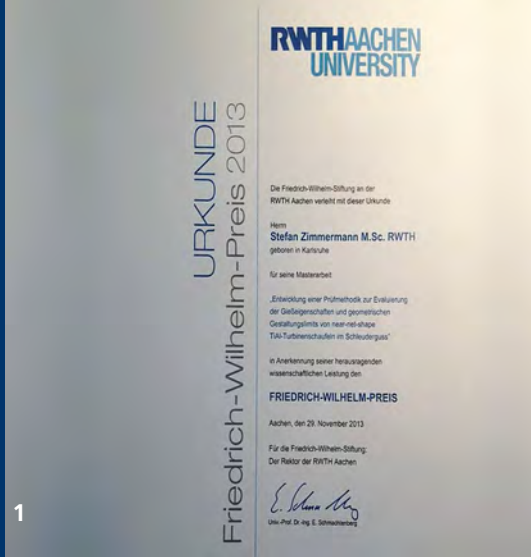 RWTHAACHEN
UNIVERSITY
URKUNDE
Friedrich-Wilhelm-Preis 2013
Die Friedrich-Wilhelm-Stiftung an der
RWTH Aachen verleiht mit dieser Urkunde
Herrn
Stefan Zimmermann M.Sc. RWTH
geboren in Karlsruhe
für seine Masterarbeit
„Entwicklung einer Prüfmethodik zur Evaluierung
der Gießeigenschaften und geometrischen
Gestaltungslimits von near-net-shape
TiAl-Turbinenschaufeln im Schleuderguss"
in Anerkennung seiner herausragenden
wissenschaftlichen Leistung den
FRIEDRICH-WILHELM-PREIS
Aachen, den 29. November 2013
Für die Friedrich-Wilhelm-Stiftung:
Der Rektor der RWTH Aachen
Univ.-Prof. Dr.-Ing. E. Schmachtenberg
1